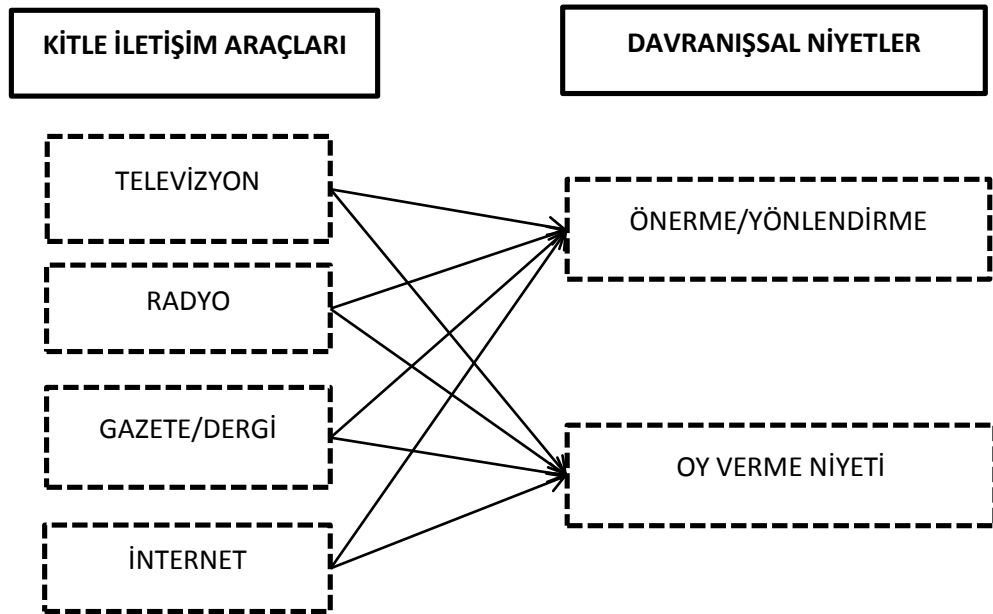 KİTLE İLETİŞİM ARAÇLARI
DAVRANIŞSAL NİYETLER
TELEVİZYON
ÖNERME/YÖNLENDİRME
RADYO
GAZETE/DERGİ
OY VERME NİYETİ
İNTERNET